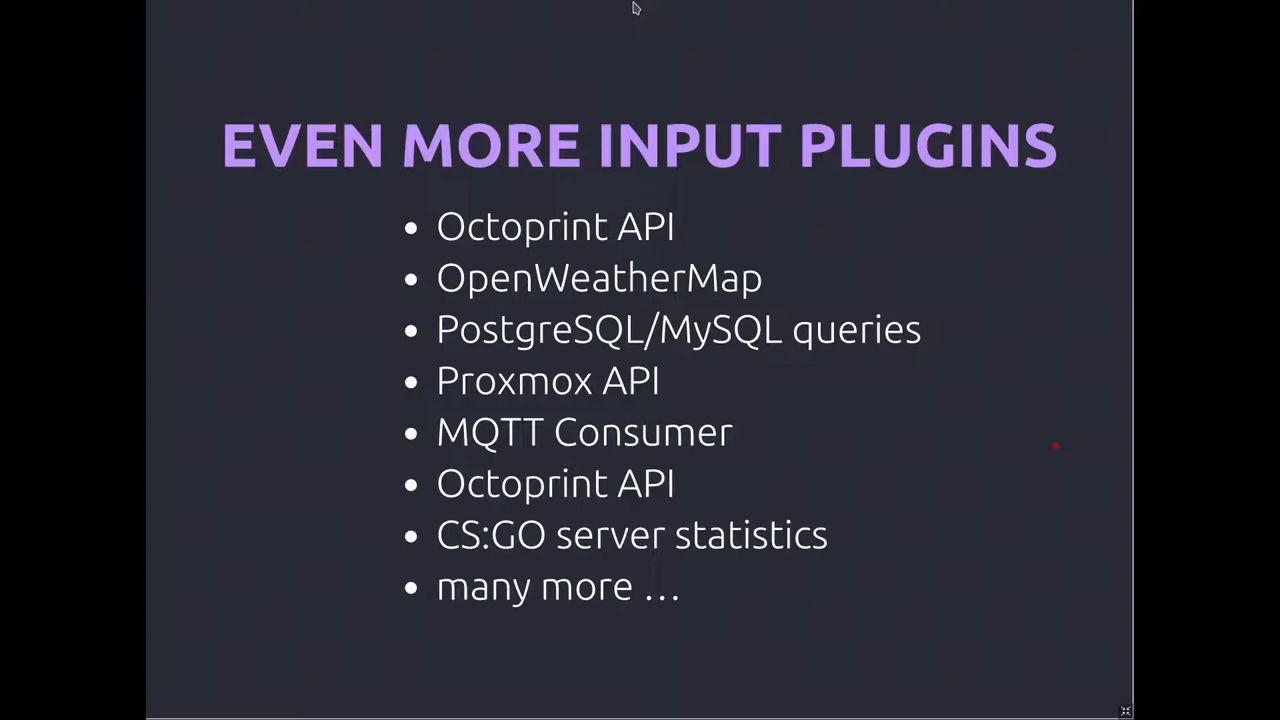 EVEN MORE INPUT PLUGINS
• Octoprint API
• OpenWeatherMap
• PostgreSQL/MySQL queries
• Proxmox API
• MQTT Consumer
• Octoprint API
• CS:GO server statistics
• many more …